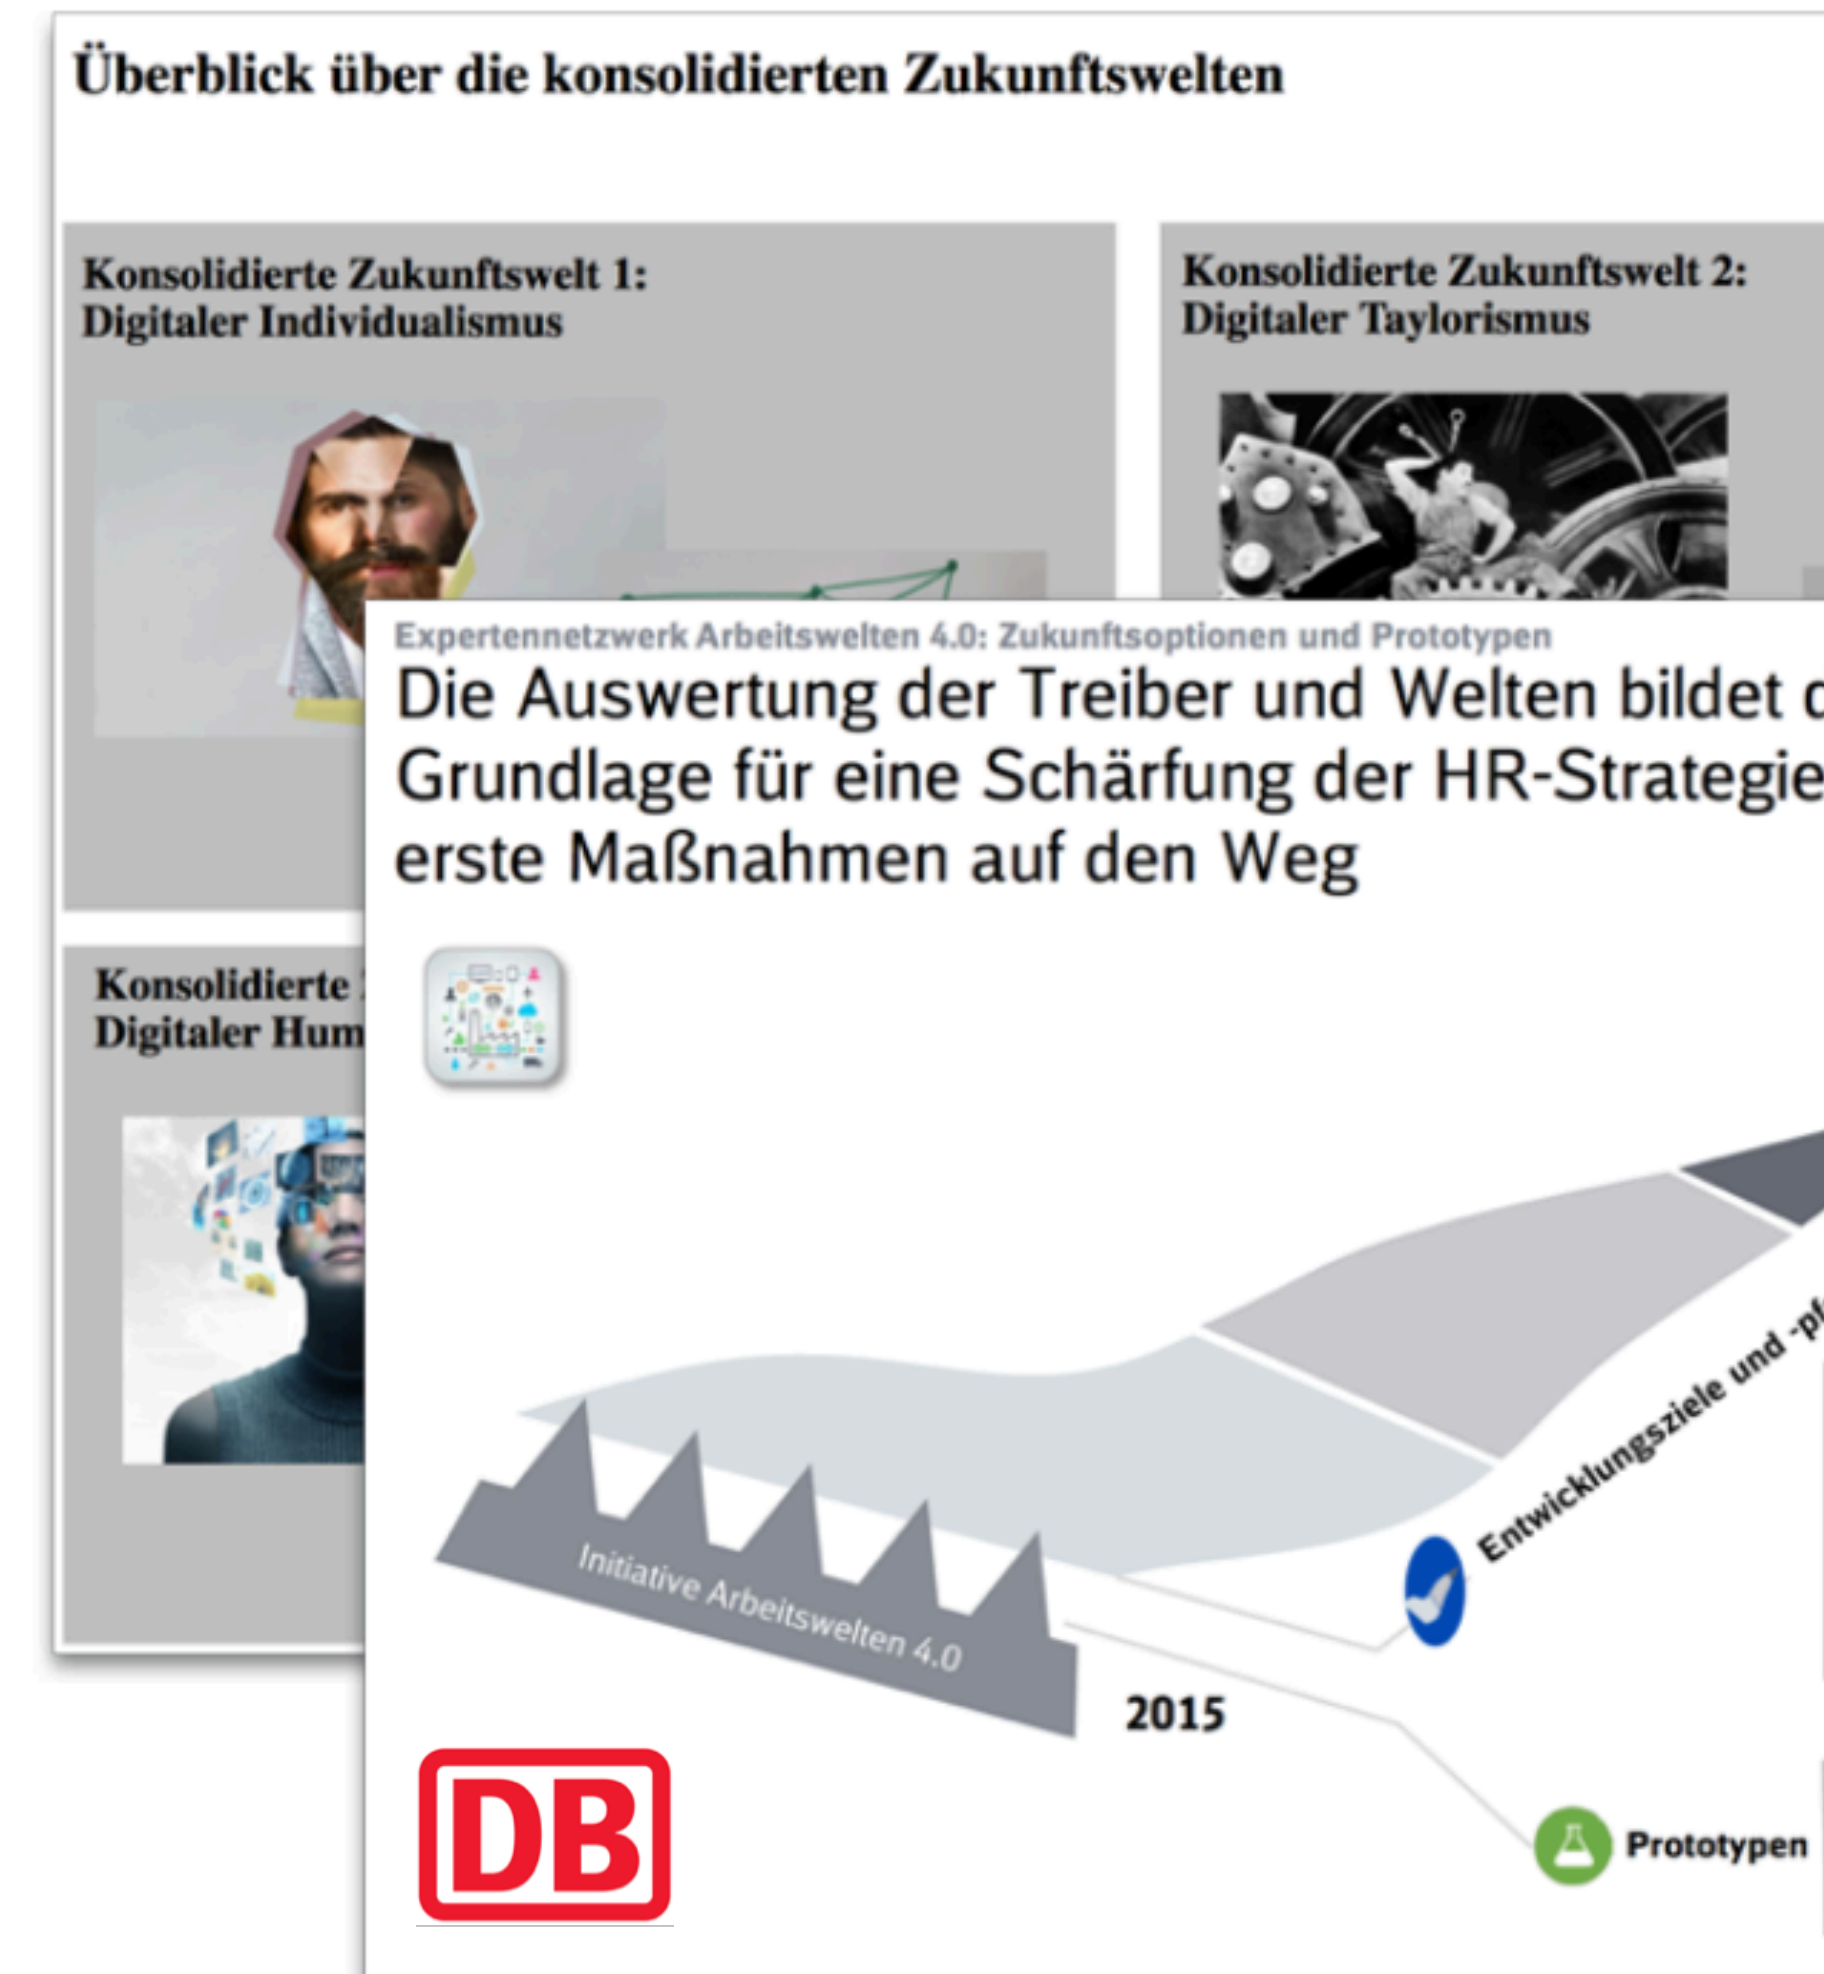 Überblick über die konsolidierten Zukunftswelten
Konsolidierte Zukunftswelt 1:
Digitaler Individualismus
Konsolidierte Zukunftswelt 2:
Digitaler Taylorismus
Konsolidierte
Digitaler Hum
Expertennetzwerk Arbeitswelten 4.0: Zukunftsoptionen und Prototypen
Die Auswertung der Treiber und Welten bildet
Grundlage für eine Schärfung der HR-Strategie
erste Maßnahmen auf den Weg
Entwicklungsziele und
Initiative Arbeitswelten 4.0
2015
Prototypen
DB